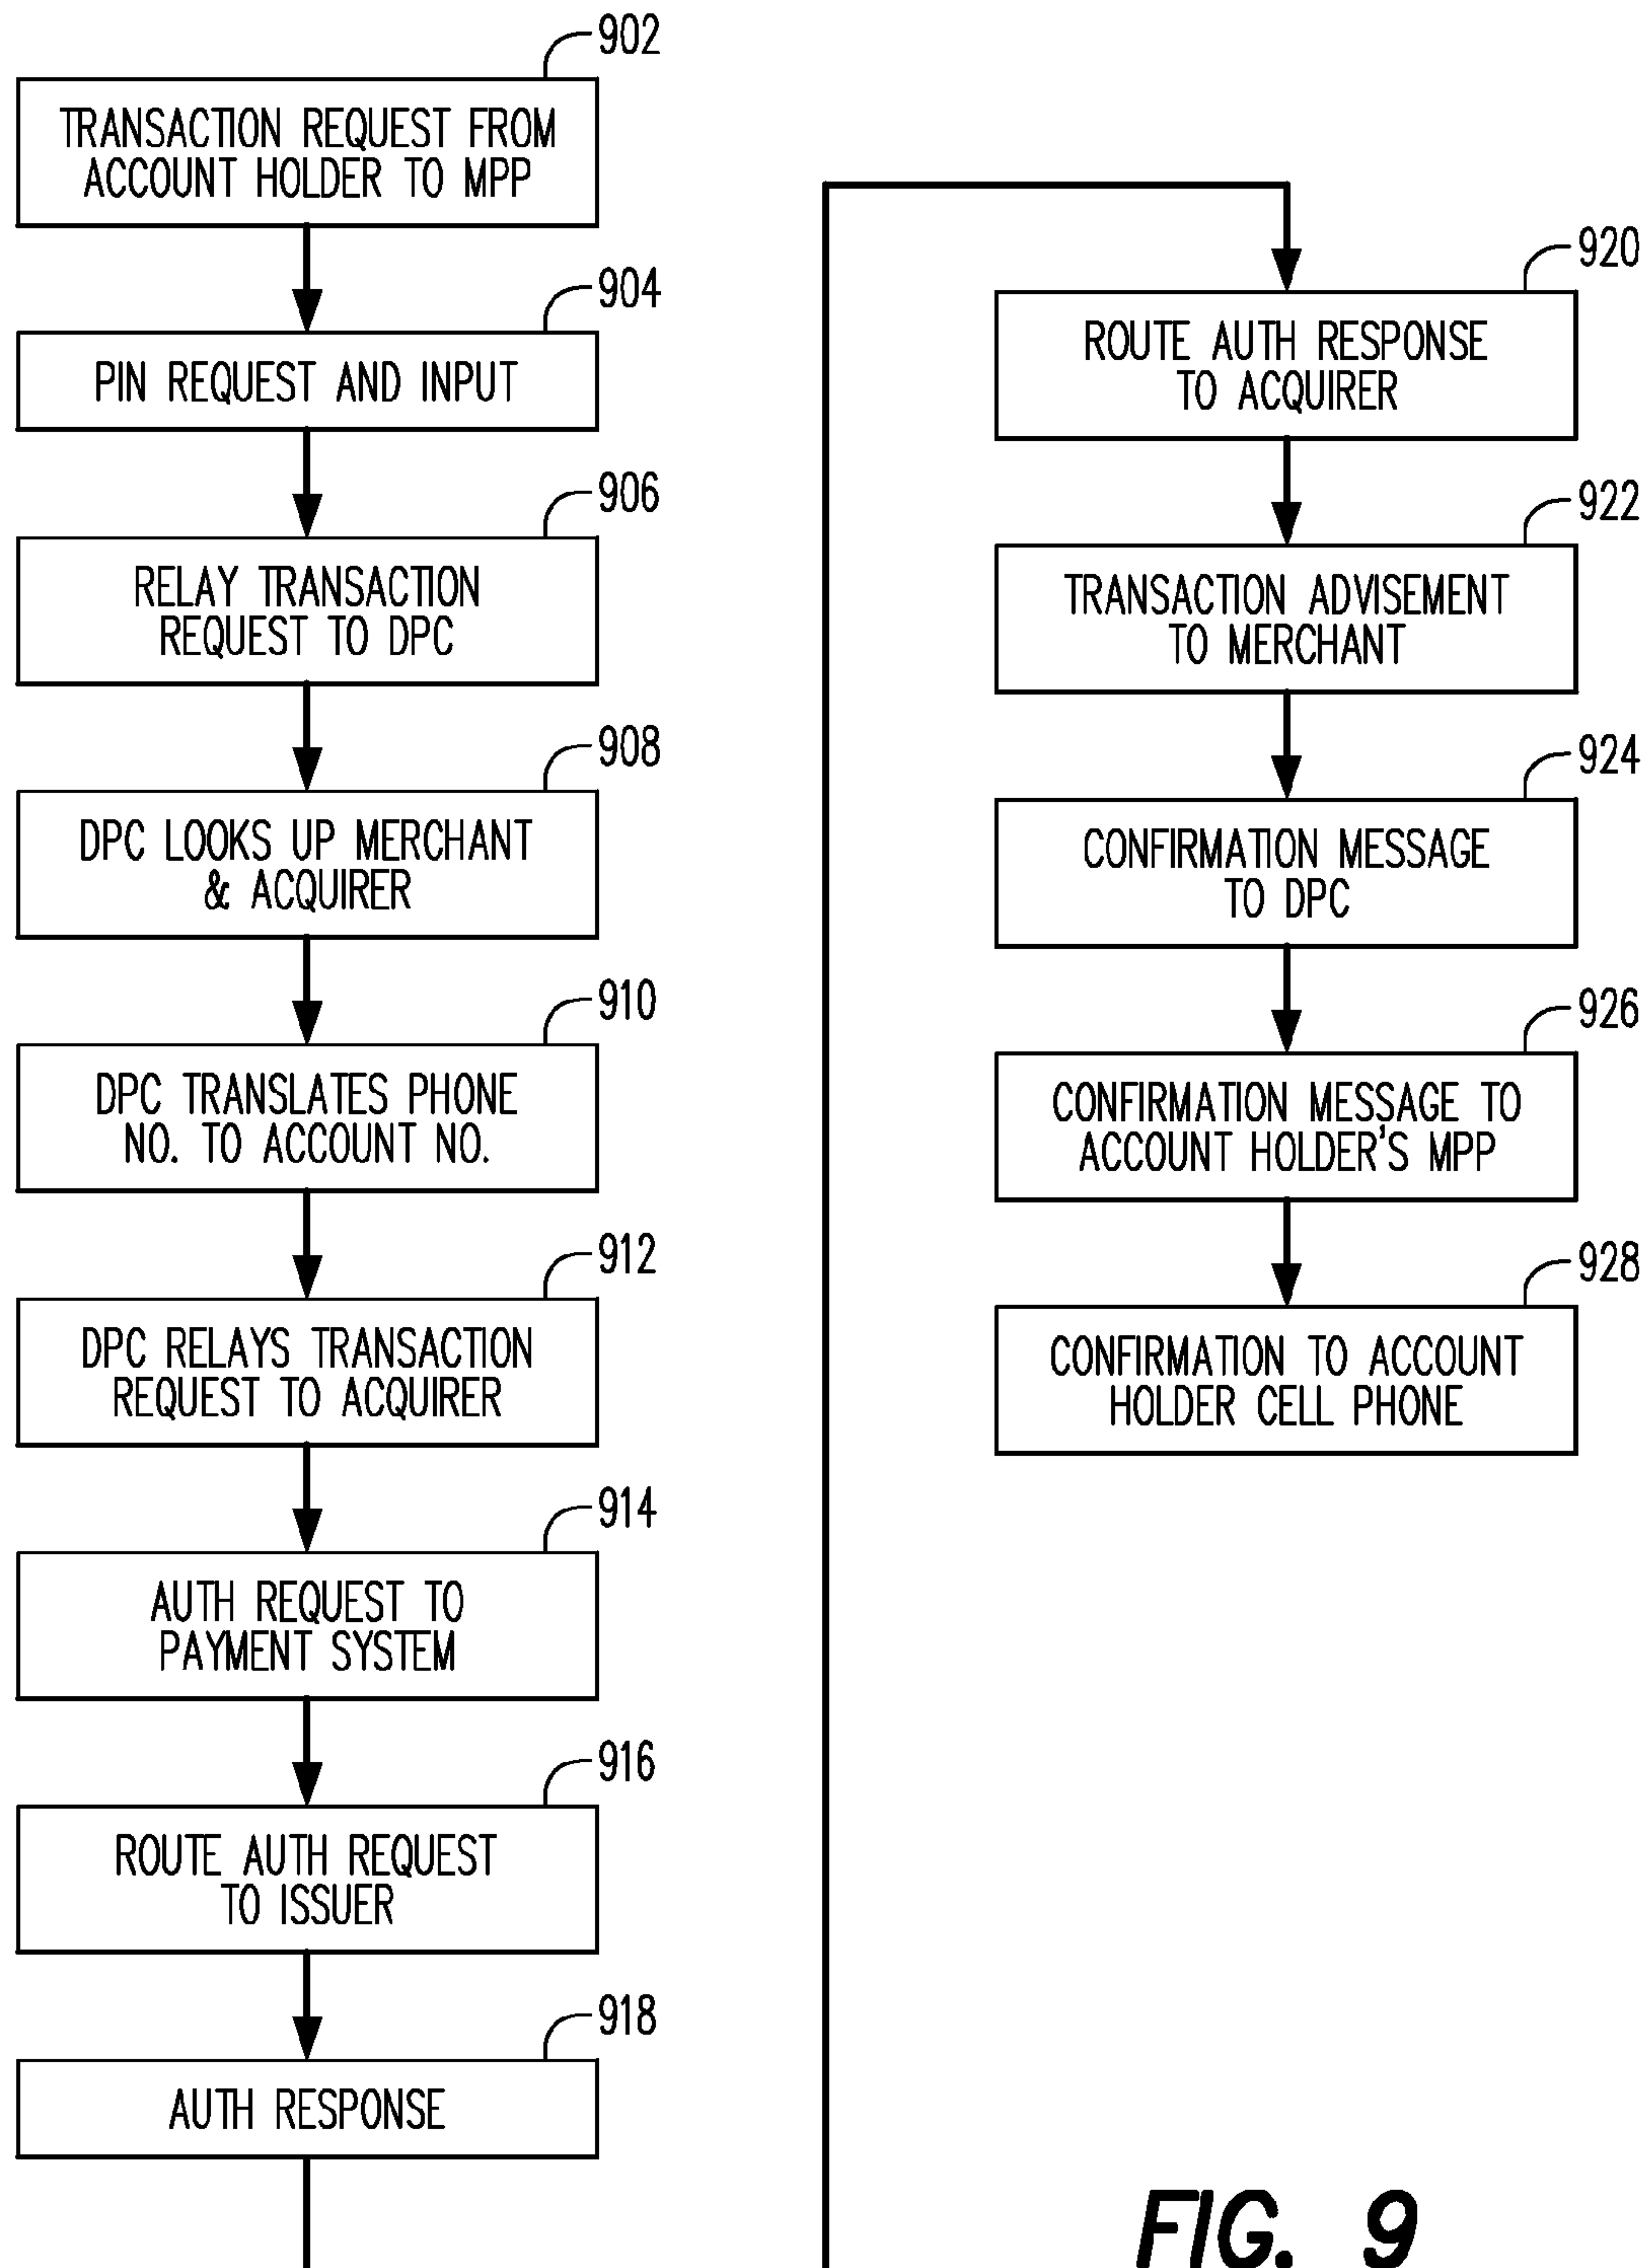 902
TRANSACTION REQUEST FROM
ACCOUNT HOLDER TO MPP
904
PIN REQUEST AND INPUT
906
RELAY TRANSACTION
REQUEST TO DPC
908
DPC LOOKS UP MERCHANT
& ACQUIRER
910
DPC TRANSLATES PHONE
NO. TO ACCOUNT NO.
912
DPC RELAYS TRANSACTION
REQUEST TO ACQUIRER
914
AUTH REQUEST TO
PAYMENT SYSTEM
916
ROUTE AUTH REQUEST
TO ISSUER
918
AUTH RESPONSE
920
ROUTE AUTH RESPONSE
TO ACQUIRER
922
TRANSACTION ADVISEMENT
TO MERCHANT
924
CONFIRMATION MESSAGE
TO DPC
926
CONFIRMATION MESSAGE TO
ACCOUNT HOLDER'S MPP
928
CONFIRMATION TO ACCOUNT
HOLDER CELL PHONE
FIG. 9